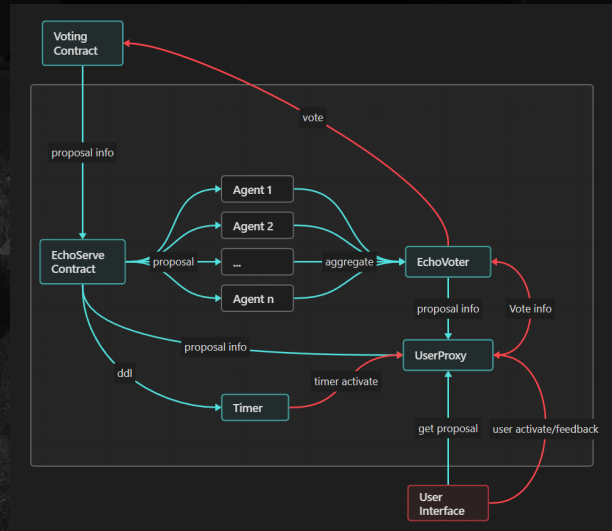 Voting
Contract
vote
proposal info
Agent 1
Agent 2
EchoServe
Contract
proposal
...
aggregate
EchoVoter
Agent n
proposal info
Vote info
proposal info
UserProxy
ddl
timer activate
Timer
get proposal
user activate/feedback
User
Interface